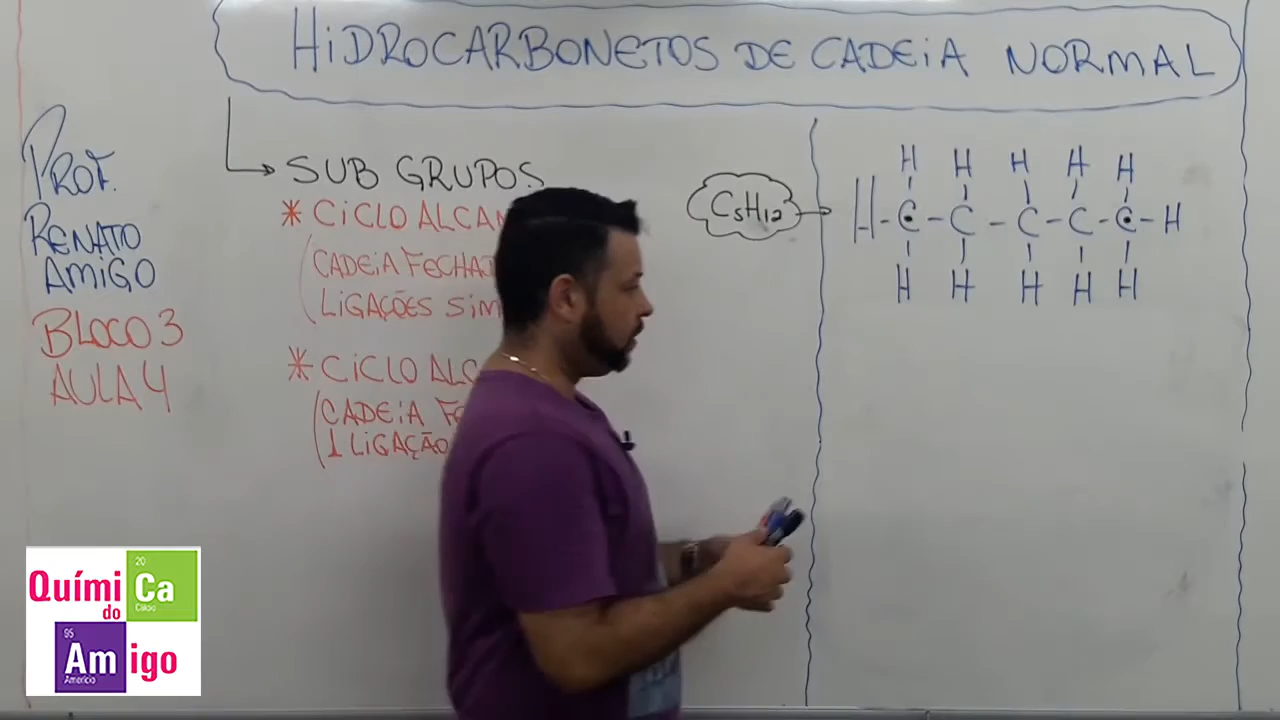 HIDROCARBONETOS DE CADEIA NORMAL
PROF.
RENATO
AMIGO
BLOCO 3
AULA 4
SUB GRUPOS
* CICLO
(CADEIA
LIGAÇÕES
* CICLO
(CADEIA
1 LIGAÇÃO
C5H12
H H H H H
H - C - C - C - C - C - H
H H H H H
20
Quími Ca
Cálcio
do
95
Am igo
Amerício